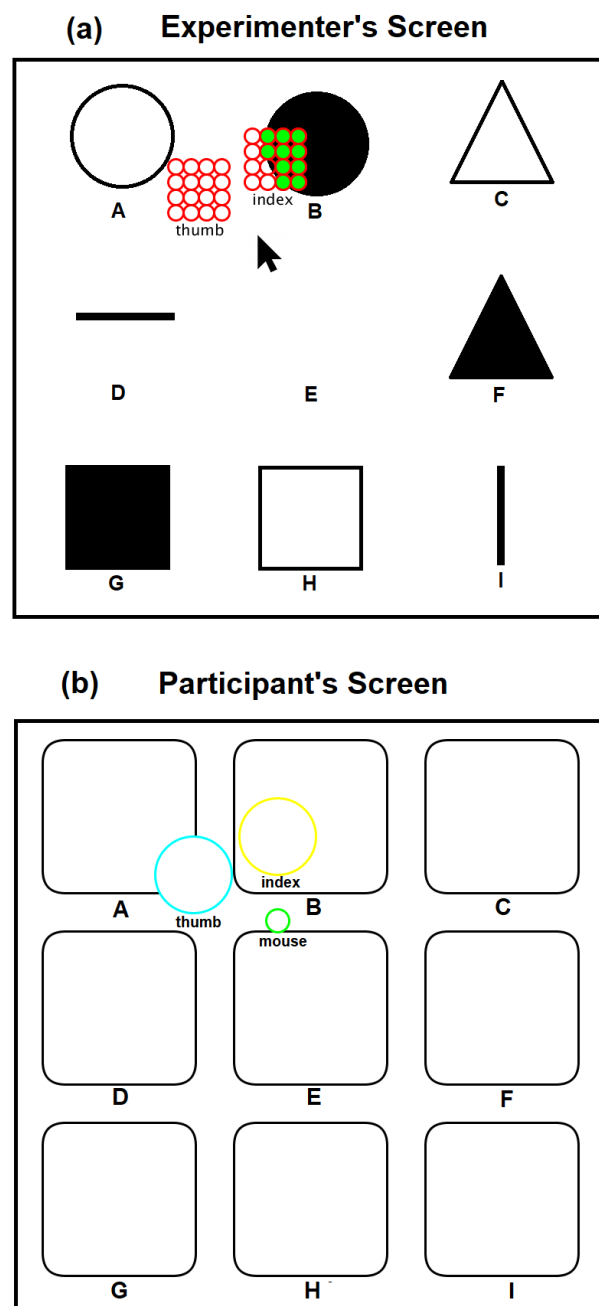 (a) Experimenter's Screen
A
thumb
index
B
C
D
E
F
G
H
I
(b) Participant's Screen
A
thumb
index
B
mouse
C
D
E
F
G
H
I